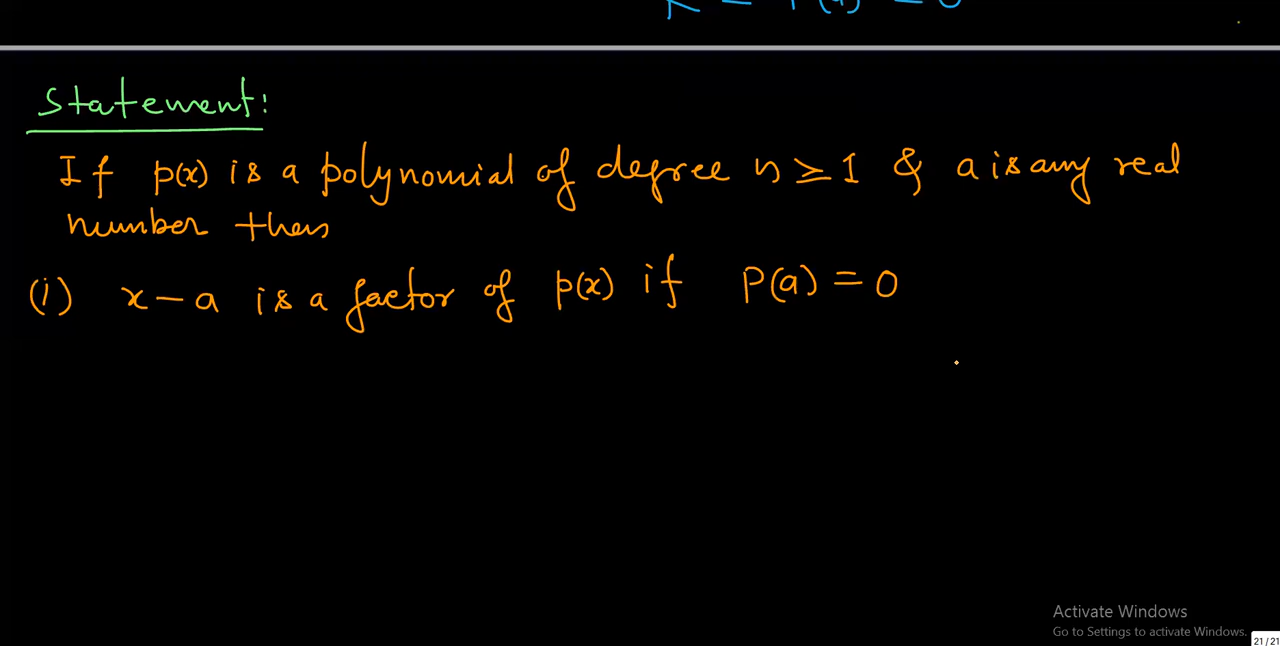 R = P(a) = 0
Statement:
If p(x) is a polynomial of degree n ≥ 1 & a is any real
number then
(i) x - a is a factor of p(x) if P(a) = 0
Activate Windows
Go to Settings to activate Windows.
21 / 21